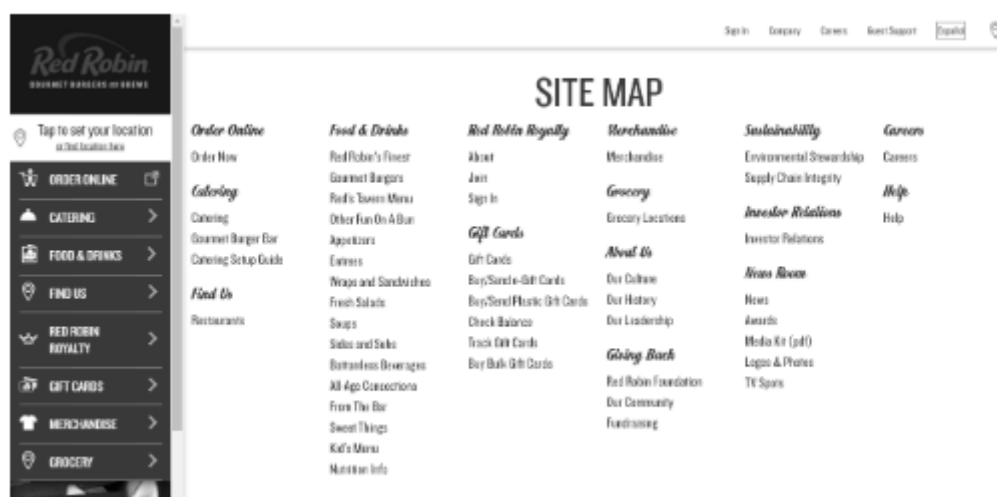 Red Robin
GOURMET BURGERS and BREWS
Tap to set your location
or find location here
ORDER ONLINE
CATERING
FOOD & DRINKS
FIND US
RED ROBIN
ROYALTY
GIFT CARDS
MERCHANDISE
GROCERY
Sign In Company Careers Guest Support Español
SITE MAP
Order Online
Order Now
Catering
Catering
Gourmet Burger Bar
Catering Setup Guide
Find Us
Restaurants
Food & Drinks
Red Robin's Finest
Gourmet Burgers
Red's Tavern Menu
Other Fun On A Bun
Appetizers
Entrees
Wraps and Sandwiches
Fresh Salads
Soups
Sides and Subs
Bottomless Beverages
All-Age Concoctions
From The Bar
Sweet Things
Kid's Menu
Nutrition Info
Red Robin Royalty
About
Join
Sign In
Gift Cards
Gift Cards
Buy/Send e-Gift Cards
Buy/Send Plastic Gift Cards
Check Balance
Track Gift Cards
Buy Bulk Gift Cards
Merchandise
Merchandise
Grocery
Grocery Locations
About Us
Our Culture
Our History
Our Leadership
Giving Back
Red Robin Foundation
Our Community
Fundraising
Sustainability
Environmental Stewardship
Supply Chain Integrity
Investor Relations
Investor Relations
News Room
News
Awards
Media Kit (pdf)
Logos & Photos
TV Spots
Careers
Careers
Help
Help